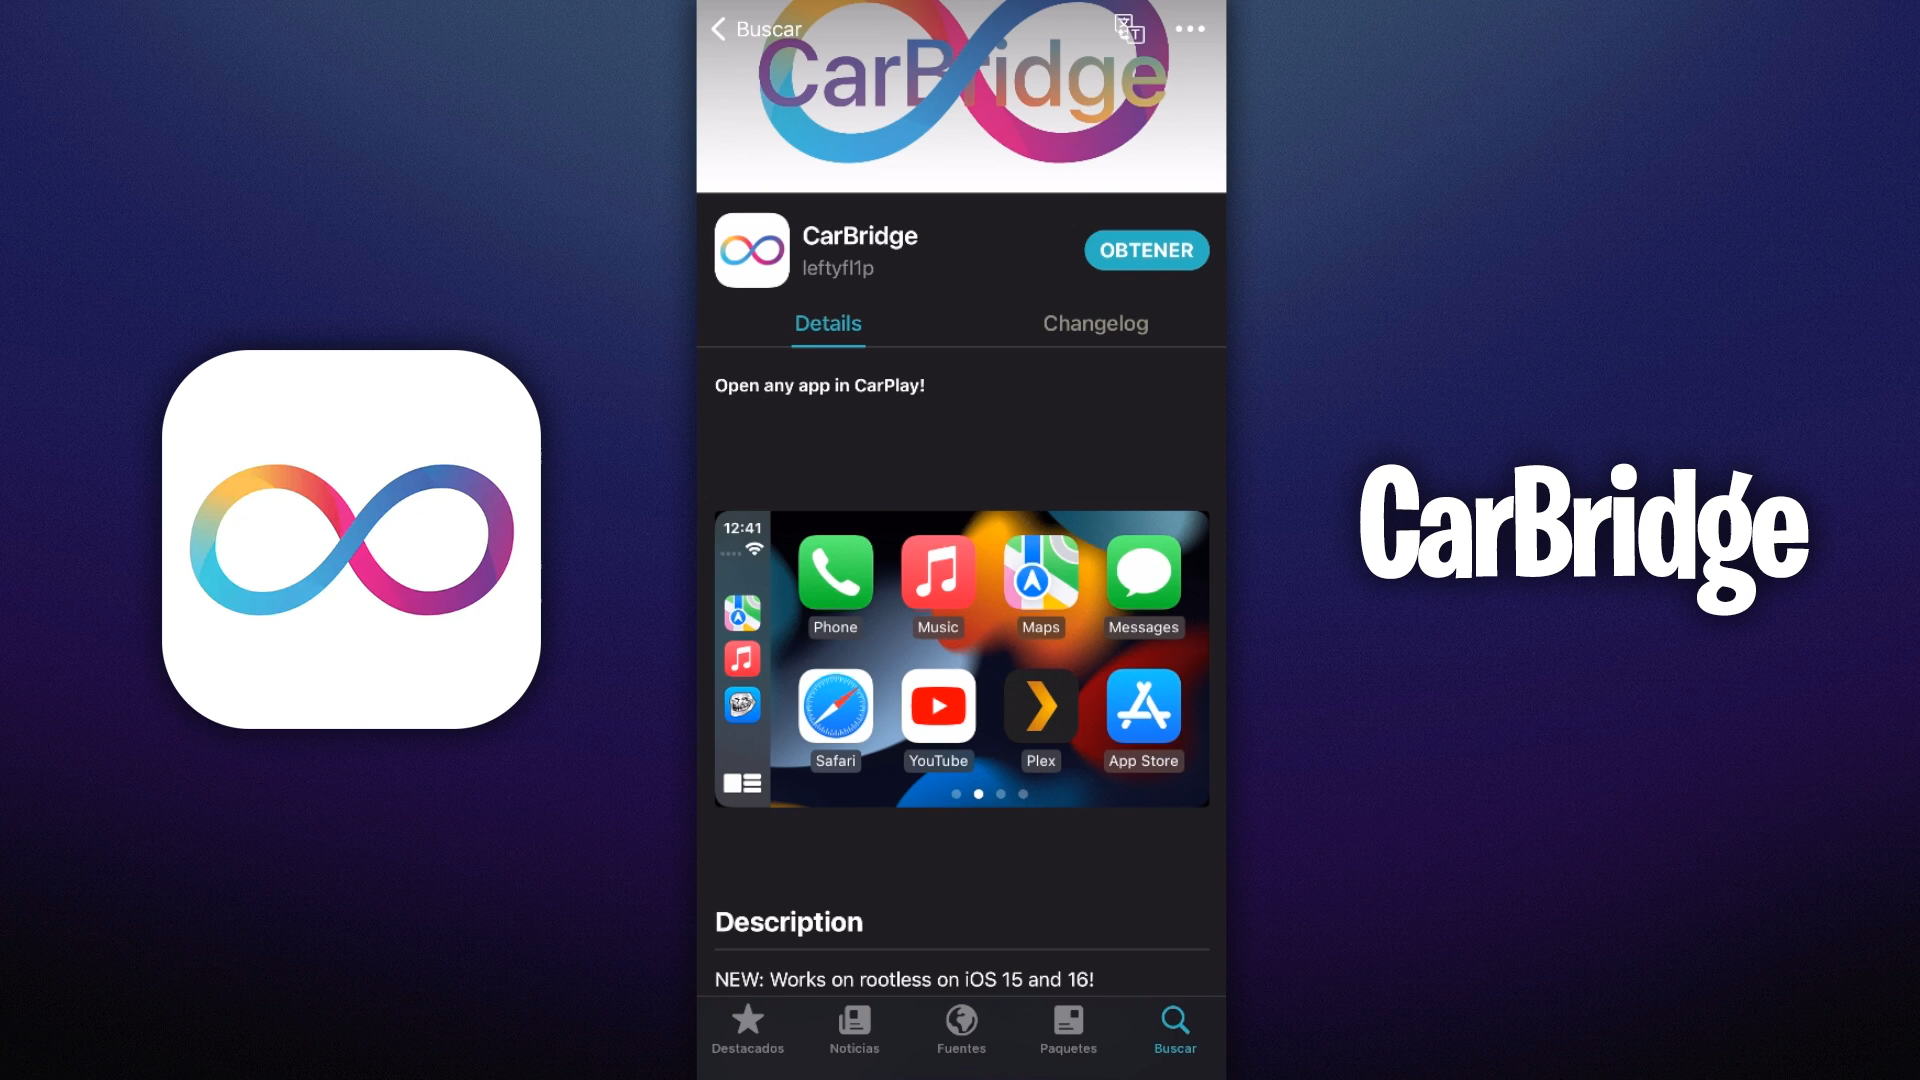 Buscar
CarBridge
CarBridge
leftyfl1p
OBTENER
Details
Changelog
Open any app in CarPlay!
12:41
Phone
Music
Maps
Messages
Safari
YouTube
Plex
App Store
Description
NEW: Works on rootless on iOS 15 and 16!
Destacados
Noticias
Fuentes
Paquetes
Buscar
CarBridge